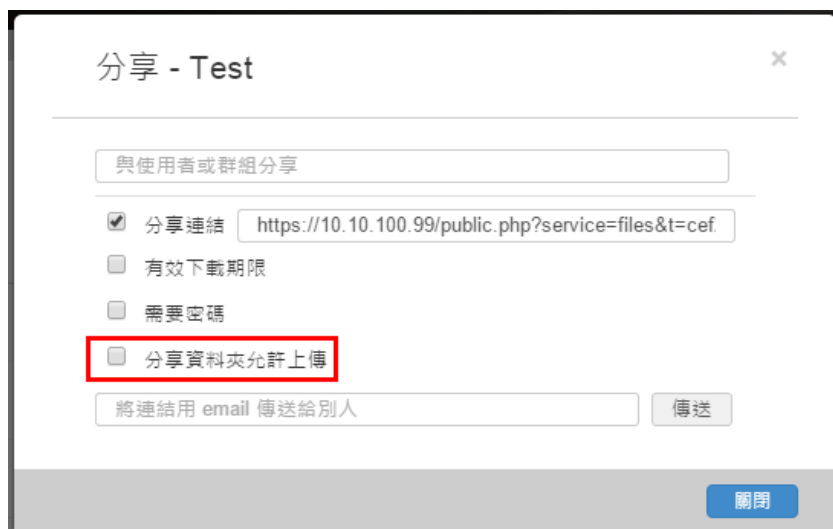 分享 - Test
×
與使用者或群組分享
分享連結 https://10.10.100.99/public.php?service=files&t=cef.
有效下載期限
需要密碼
分享資料夾允許上傳
將連結用 email 傳送給別人 傳送
關閉